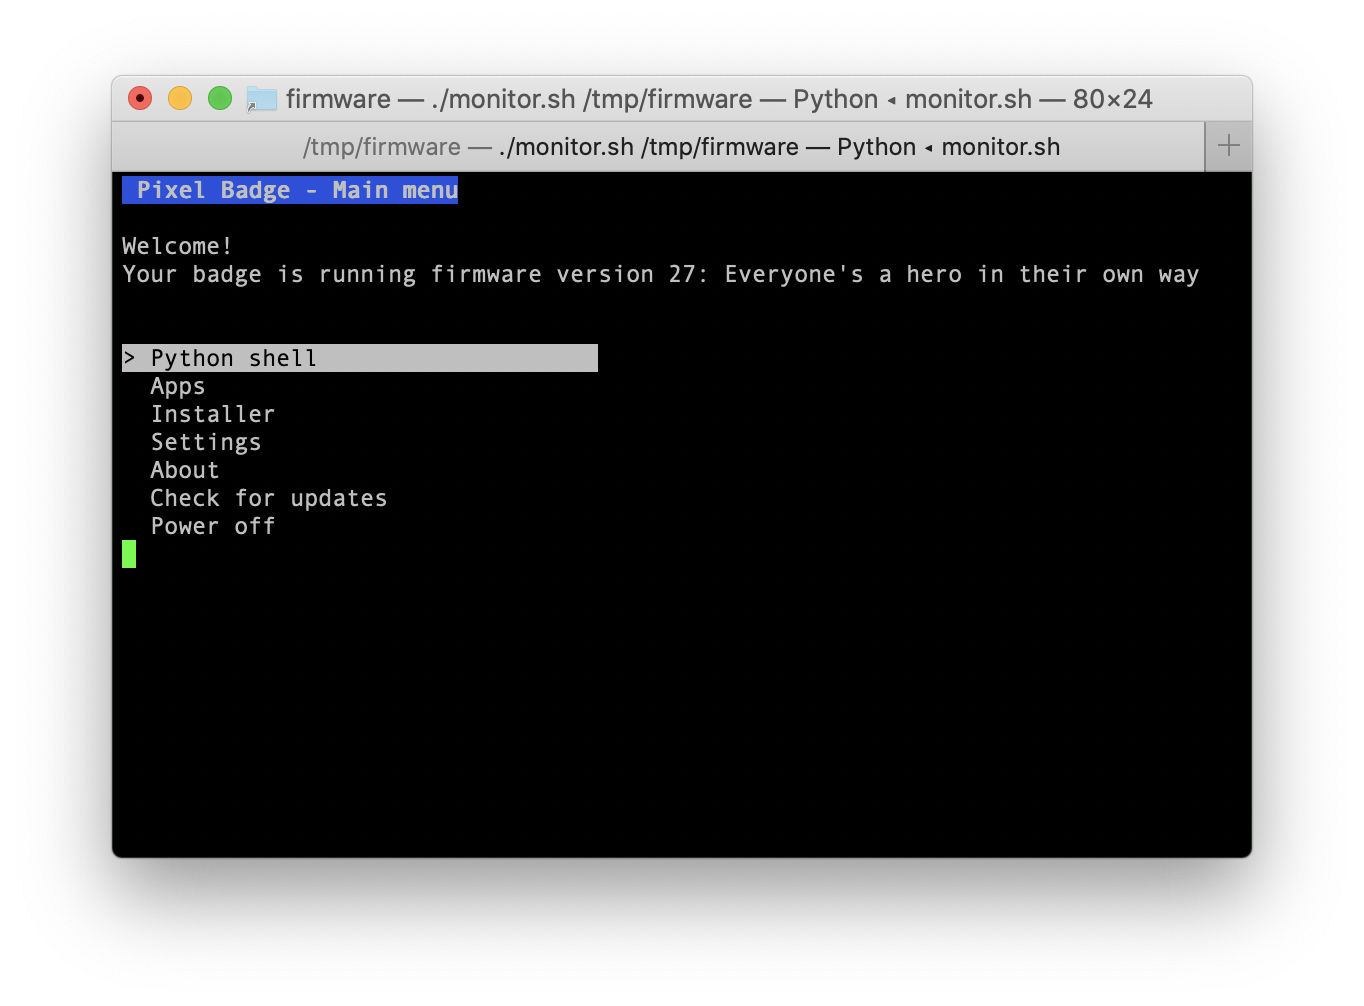 firmware — ./monitor.sh /tmp/firmware — Python ◂ monitor.sh — 80×24
/tmp/firmware — ./monitor.sh /tmp/firmware — Python ◂ monitor.sh +
Pixel Badge - Main menu
Welcome!
Your badge is running firmware version 27: Everyone's a hero in their own way
> Python shell
Apps
Installer
Settings
About
Check for updates
Power off